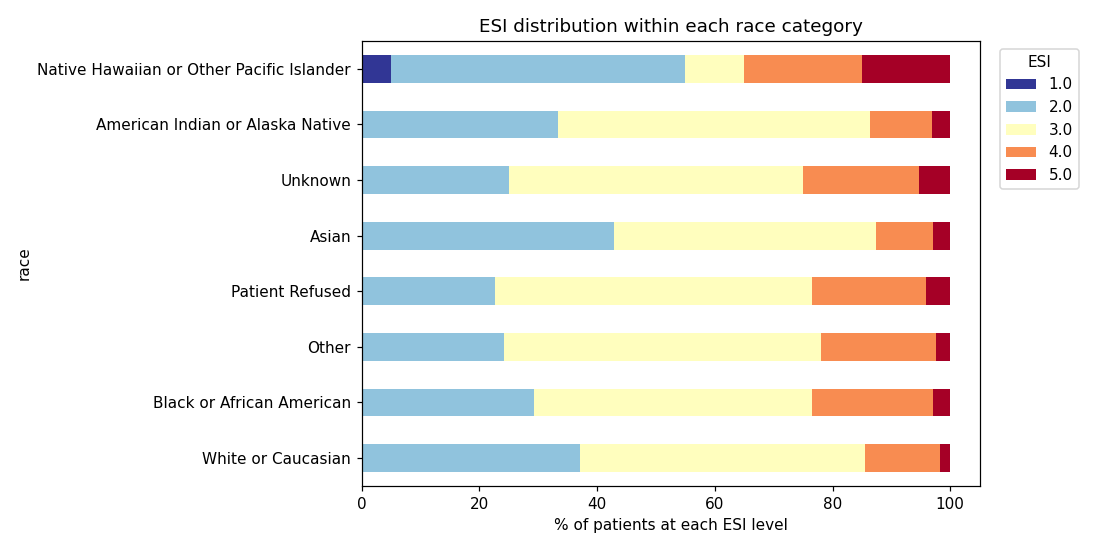 ESI distribution within each race category
Native Hawaiian or Other Pacific Islander
American Indian or Alaska Native
Unknown
Asian
Patient Refused
Other
Black or African American
White or Caucasian
race
0 20 40 60 80 100
% of patients at each ESI level
ESI
1.0
2.0
3.0
4.0
5.0